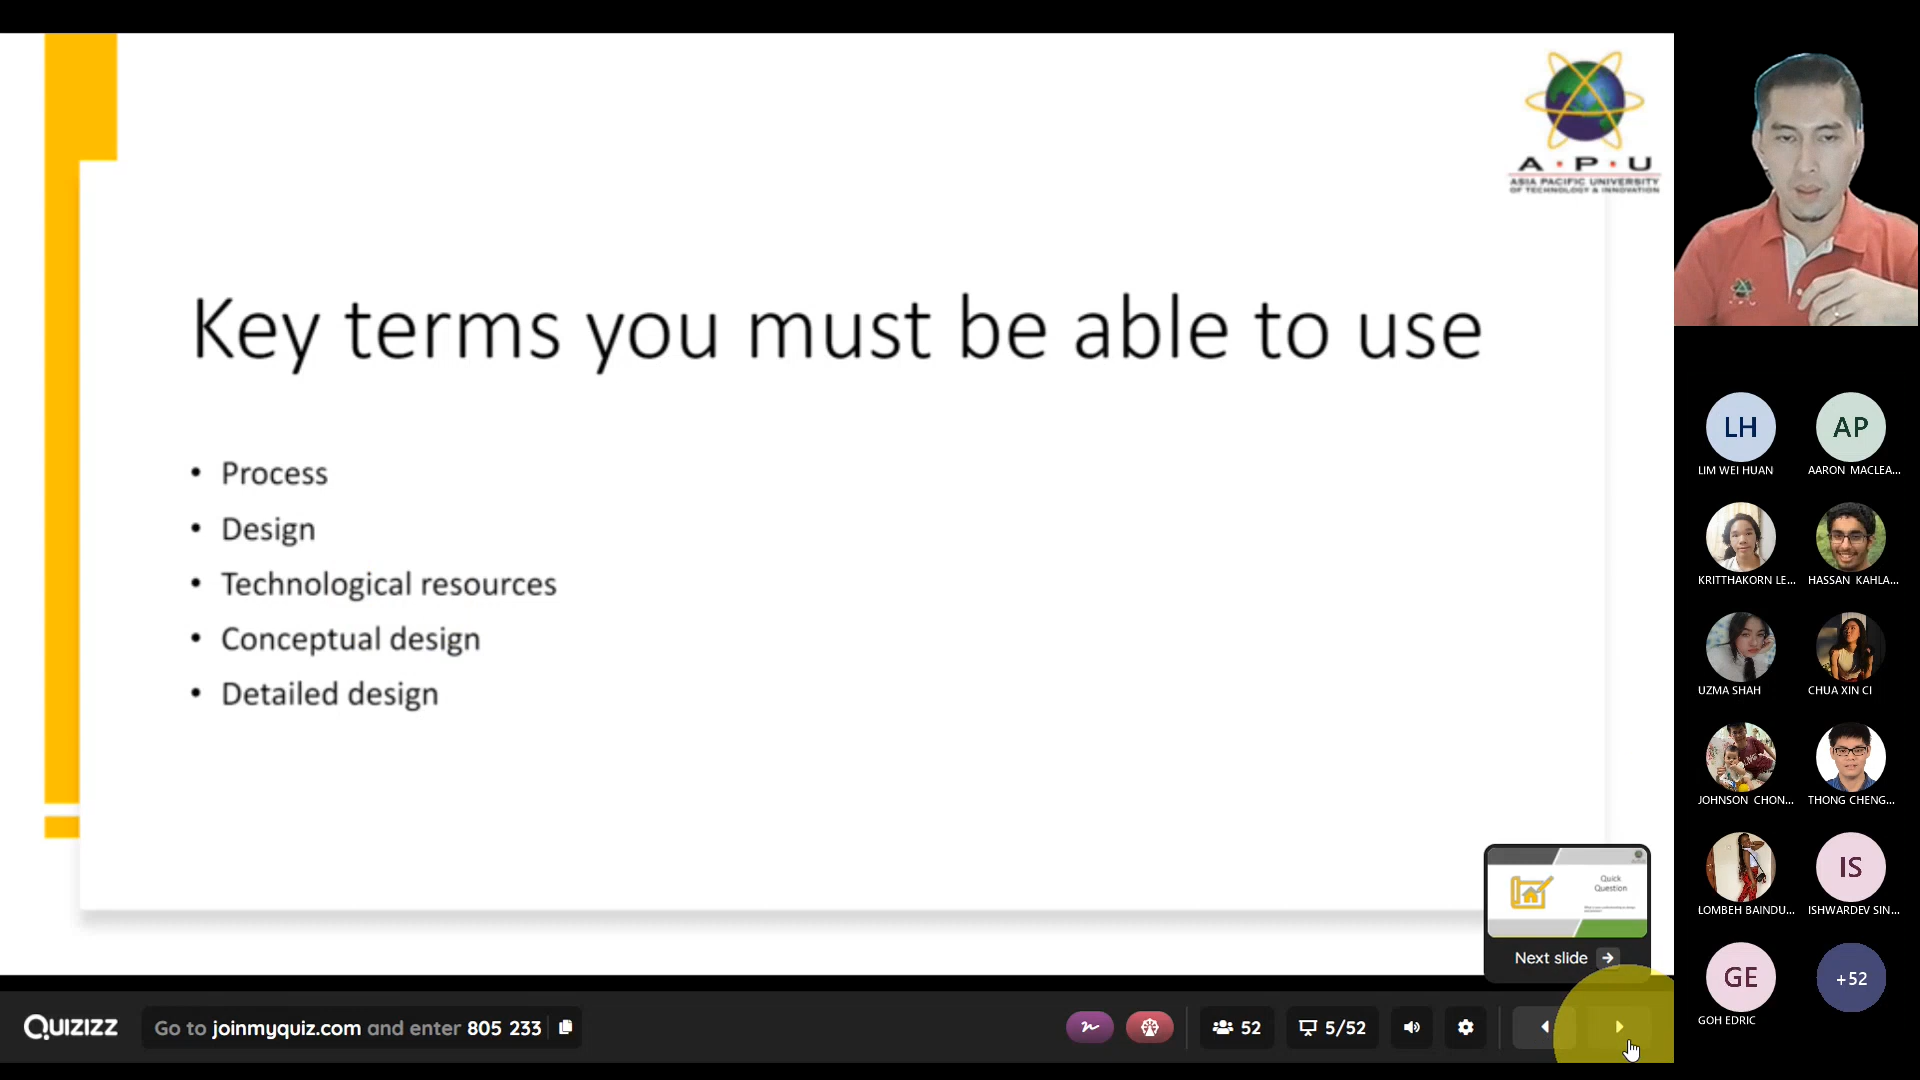 A·P·U
ASIA PACIFIC UNIVERSITY
OF TECHNOLOGY & INNOVATION
Key terms you must be able to use
• Process
• Design
• Technological resources
• Conceptual design
• Detailed design
Quick
Question
Next slide
QUIZIZZ
Go to joinmyquiz.com and enter 805 233
52
5/52
LH
LIM WEI HUAN
AP
AARON MACLEA...
KRITTHAKORN LE...
HASSAN KAHLA...
UZMA SHAH
CHUA XIN CI
JOHNSON CHON...
THONG CHENG...
LOMBEH BAINDU...
IS
ISHWARDEV SIN...
GE
GOH EDRIC
+52